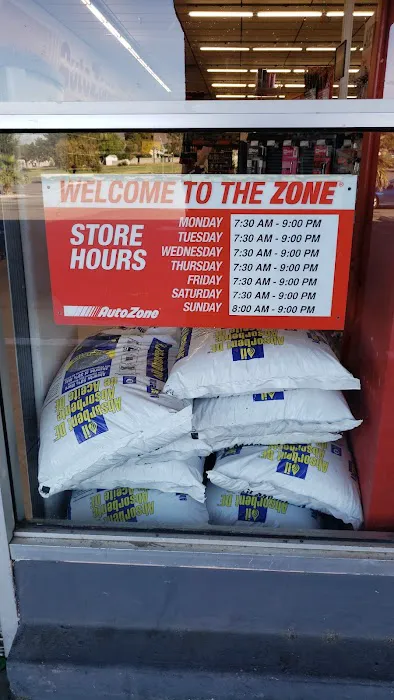 WELCOME TO THE ZONE
STORE HOURS
MONDAY 7:30 AM - 9:00 PM
TUESDAY 7:30 AM - 9:00 PM
WEDNESDAY 7:30 AM - 9:00 PM
THURSDAY 7:30 AM - 9:00 PM
FRIDAY 7:30 AM - 9:00 PM
SATURDAY 7:30 AM - 9:00 PM
SUNDAY 8:00 AM - 9:00 PM
AutoZone
Oil Absorbent
Absorbente
de Aceite
Oil Absorbent
Oil Absorbent